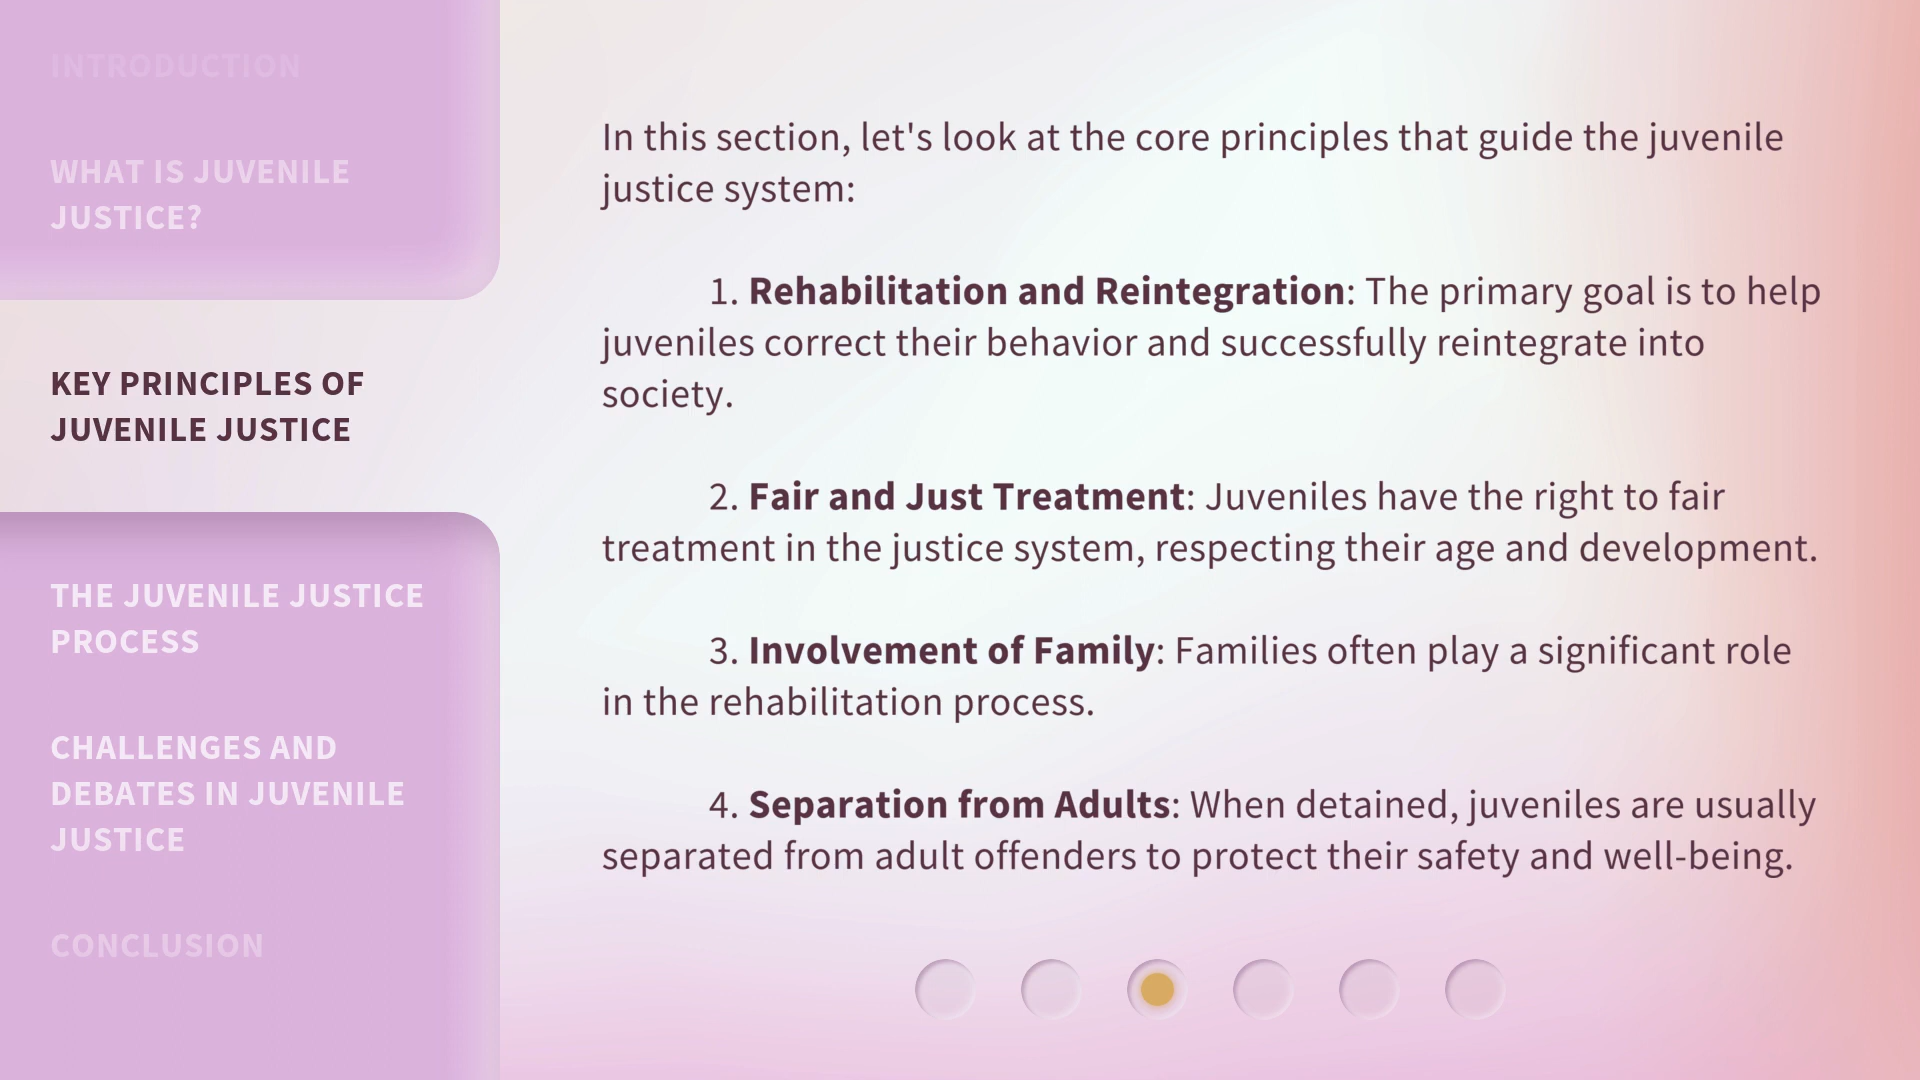 INTRODUCTION
WHAT IS JUVENILE
JUSTICE?
KEY PRINCIPLES OF
JUVENILE JUSTICE
THE JUVENILE JUSTICE
PROCESS
CHALLENGES AND
DEBATES IN JUVENILE
JUSTICE
CONCLUSION
In this section, let's look at the core principles that guide the juvenile
justice system:
1. Rehabilitation and Reintegration: The primary goal is to help
juveniles correct their behavior and successfully reintegrate into
society.
2. Fair and Just Treatment: Juveniles have the right to fair
treatment in the justice system, respecting their age and development.
3. Involvement of Family: Families often play a significant role
in the rehabilitation process.
4. Separation from Adults: When detained, juveniles are usually
separated from adult offenders to protect their safety and well-being.